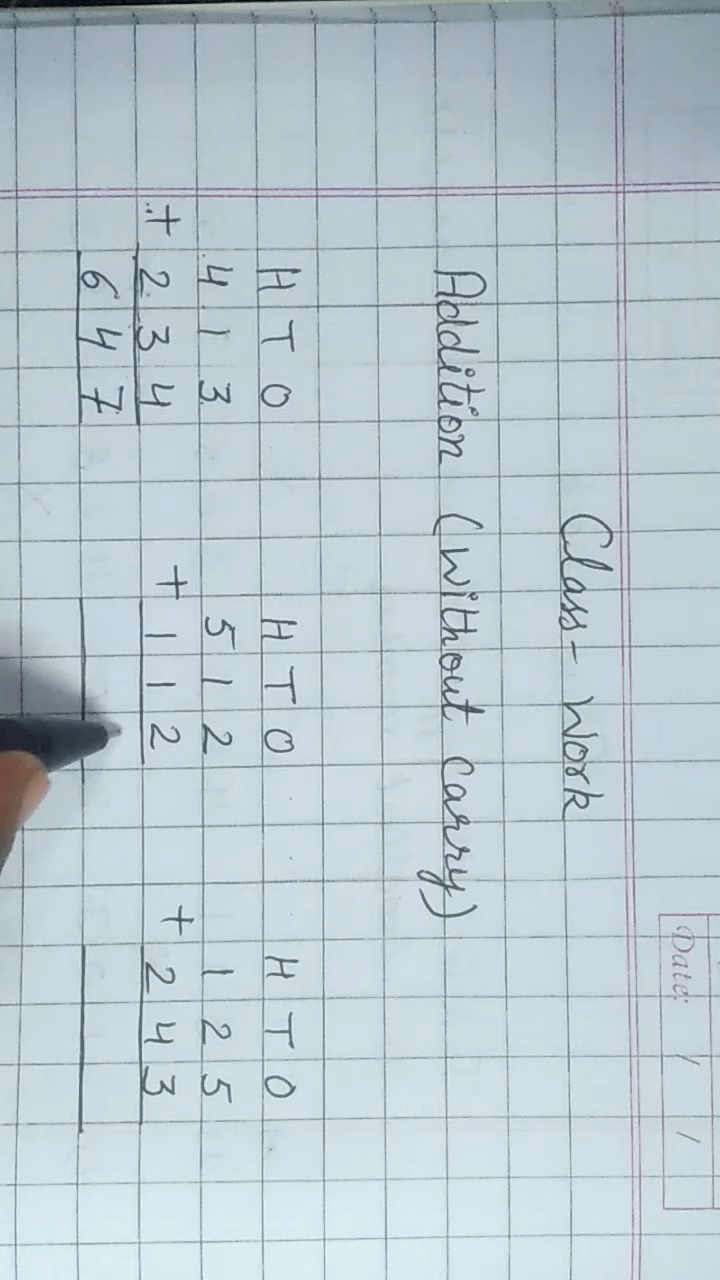 Date: / /
Class-Work
Addition (Without Carry)
H T O H T O H T O
4 1 3 5 1 2 1 2 5
+ 2 3 4 + 1 1 2 + 2 4 3
6 4 7